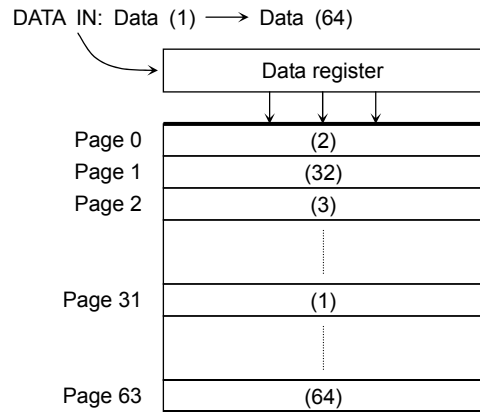 DATA IN: Data (1) → Data (64)
Data register
Page 0 (2)
Page 1 (32)
Page 2 (3)
Page 31 (1)
Page 63 (64)